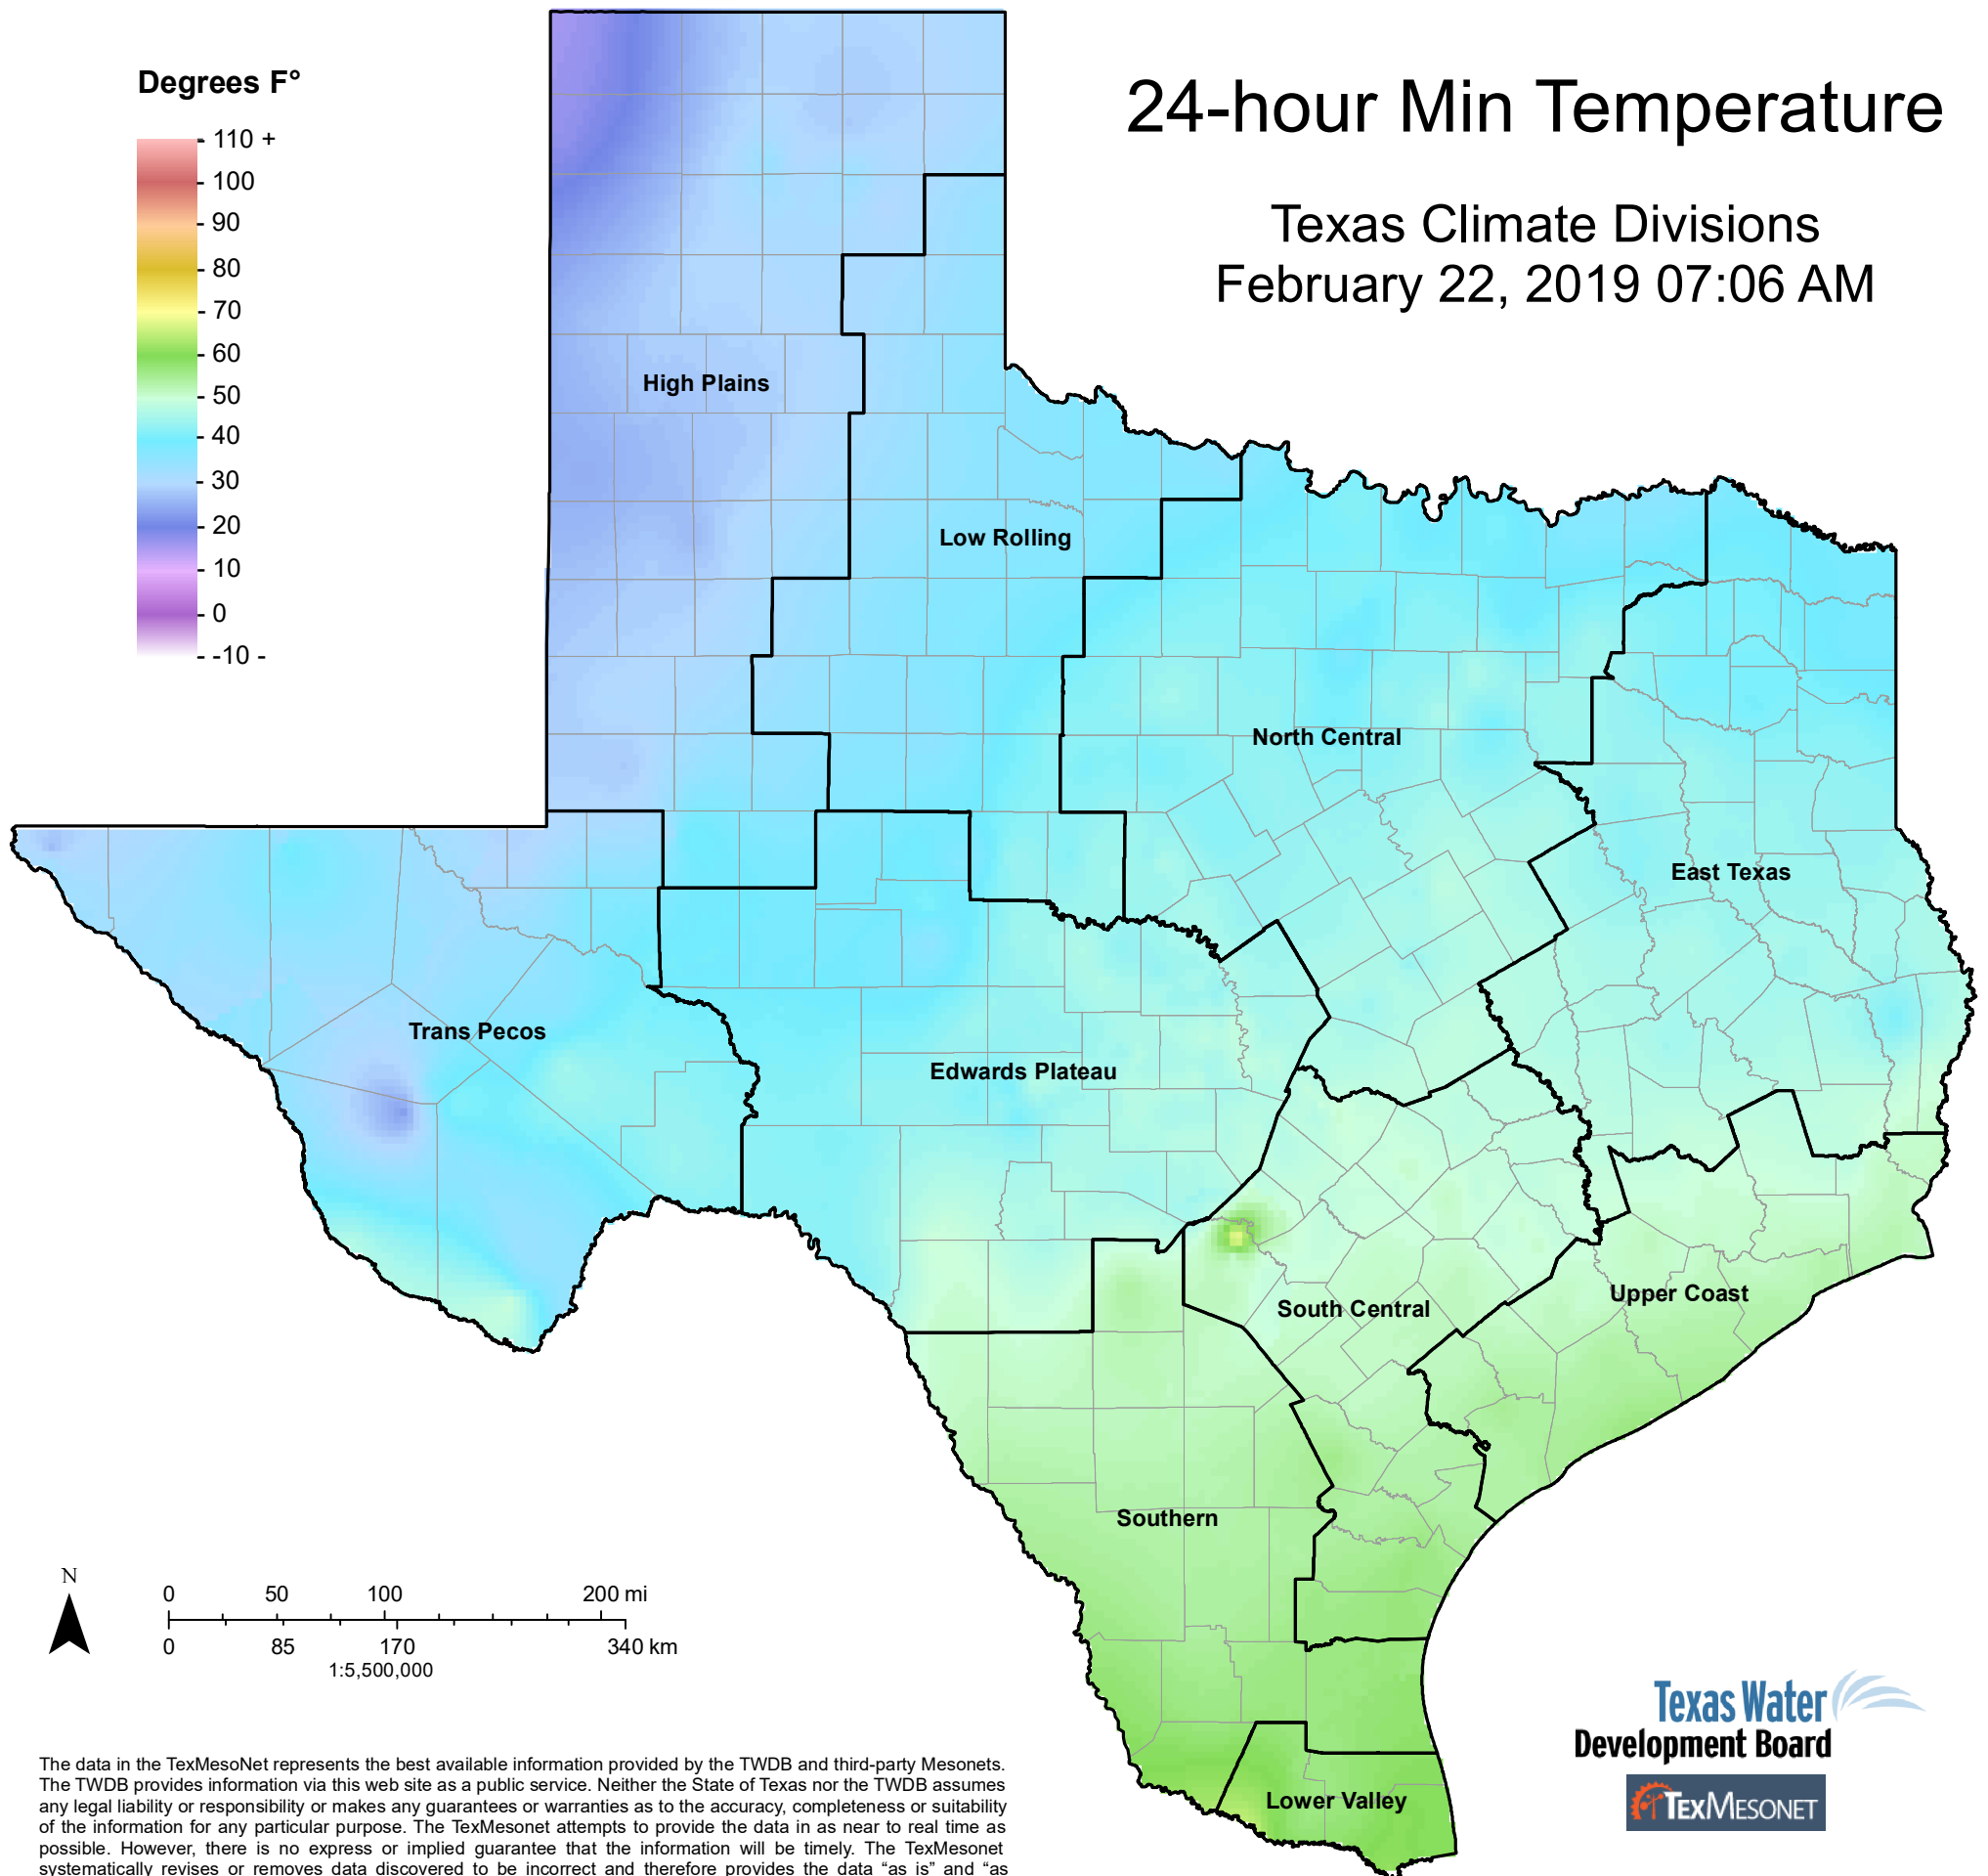 24-hour Min Temperature
Texas Climate Divisions
February 22, 2019 07:06 AM
Degrees F°
110 +
100
90
80
70
60
50
40
30
20
10
0
-10 -
High Plains
Low Rolling
North Central
East Texas
Trans Pecos
Edwards Plateau
South Central
Upper Coast
Southern
Lower Valley
N
0 50 100 200 mi
0 85 170 340 km
1:5,500,000
The data in the TexMesoNet represents the best available information provided by the TWDB and third-party Mesonets.
The TWDB provides information via this web site as a public service. Neither the State of Texas nor the TWDB assumes
any legal liability or responsibility or makes any guarantees or warranties as to the accuracy, completeness or suitability
of the information for any particular purpose. The TexMesonet attempts to provide the data in as near to real time as
possible. However, there is no express or implied guarantee that the information will be timely. The TexMesonet
systematically revises or removes data discovered to be incorrect and therefore provides the data “as is” and “as
Texas Water
Development Board
TEXMESONET